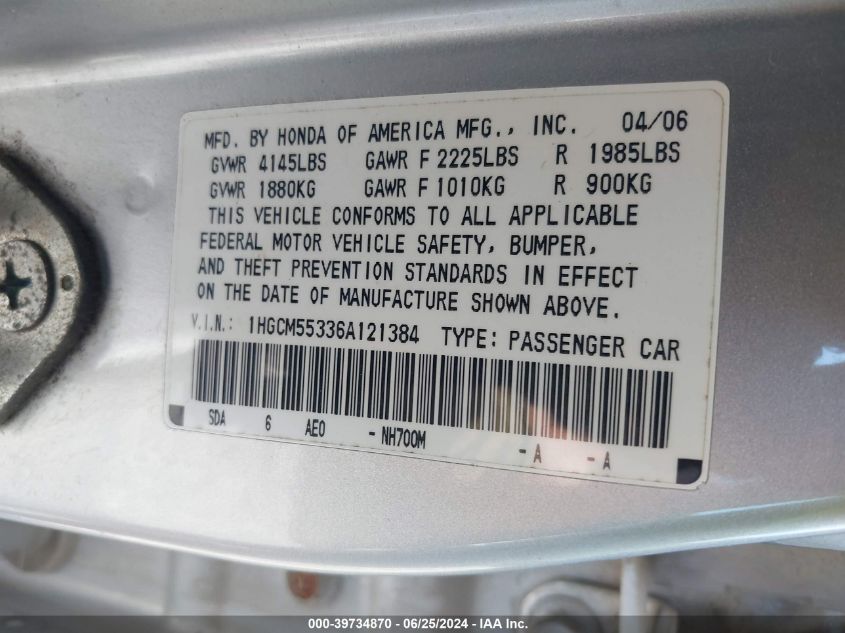 MFD. BY HONDA OF AMERICA MFG., INC. 04/06
GVWR 4145LBS GAWR F 2225LBS R 1985LBS
GVWR 1880KG GAWR F 1010KG R 900KG
THIS VEHICLE CONFORMS TO ALL APPLICABLE
FEDERAL MOTOR VEHICLE SAFETY, BUMPER,
AND THEFT PREVENTION STANDARDS IN EFFECT
ON THE DATE OF MANUFACTURE SHOWN ABOVE.
V.I.N.: 1HGCM55336A121384 TYPE: PASSENGER CAR
SDA 6 AE0 - NH700M - A - A
000-39734870 - 06/25/2024 - IAA Inc.